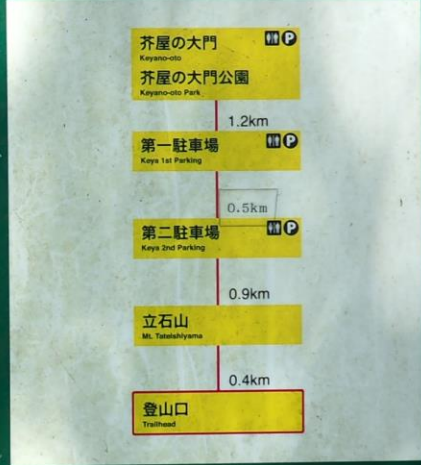 芥屋の大門 P
Keyano-oto
芥屋の大門公園
Keyano-oto Park
1.2km
第一駐車場 P
Keya 1st Parking
0.5km
第二駐車場 P
Keya 2nd Parking
0.9km
立石山
Mt. Tateishiyama
0.4km
登山口
Trailhead